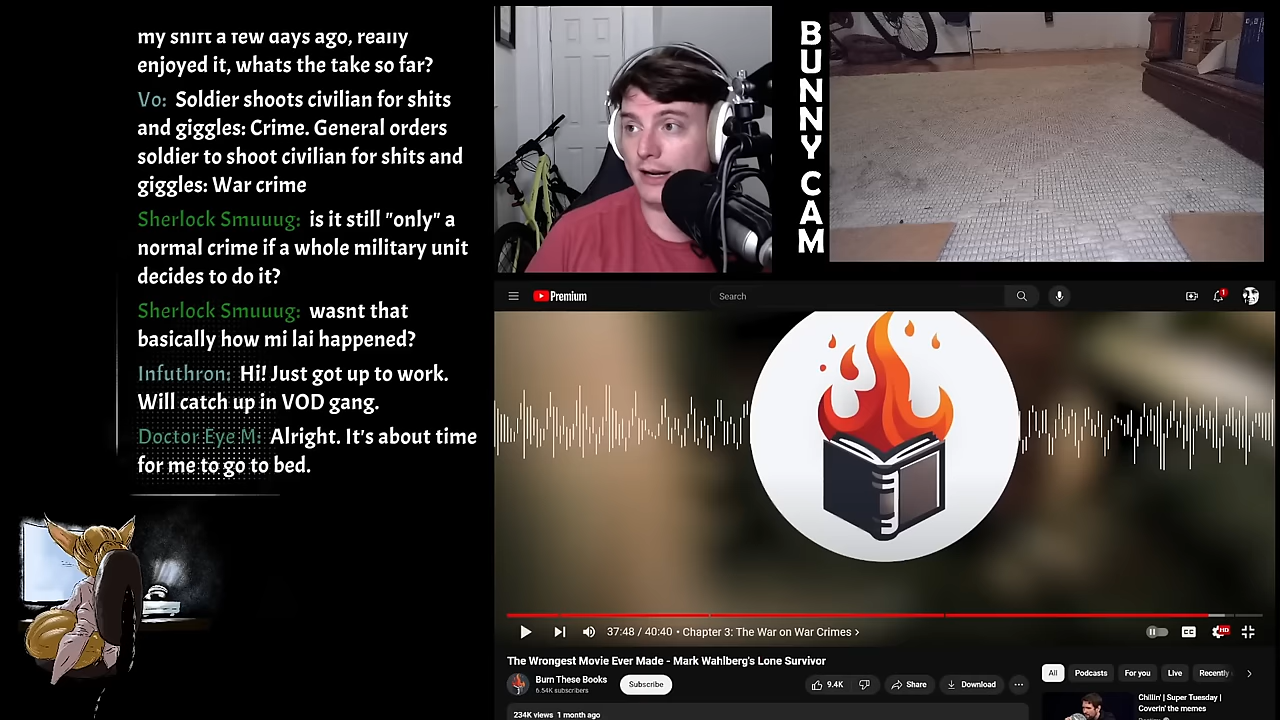 my shift a few days ago, really
enjoyed it, whats the take so far?
Vo: Soldier shoots civilian for shits
and giggles: Crime. General orders
soldier to shoot civilian for shits and
giggles: War crime
Sherlock Smuuug: is it still "only" a
normal crime if a whole military unit
decides to do it?
Sherlock Smuuug: wasnt that
basically how mi lai happened?
Infuthron: Hi! Just got up to work.
Will catch up in VOD gang.
Doctor Eye M: Alright. It's about time
for me to go to bed.
BUNNY CAM
Premium
Search
1
37:48 / 40:40 • Chapter 3: The War on War Crimes >
CC
HD
The Wrongest Movie Ever Made - Mark Wahlberg's Lone Survivor
Burn These Books
6.54K subscribers
Subscribe
9.4K
Share
Download
234K views 1 month ago
All
Podcasts
For you
Live
Recently
Chillin' | Super Tuesday |
Coverin' the memes